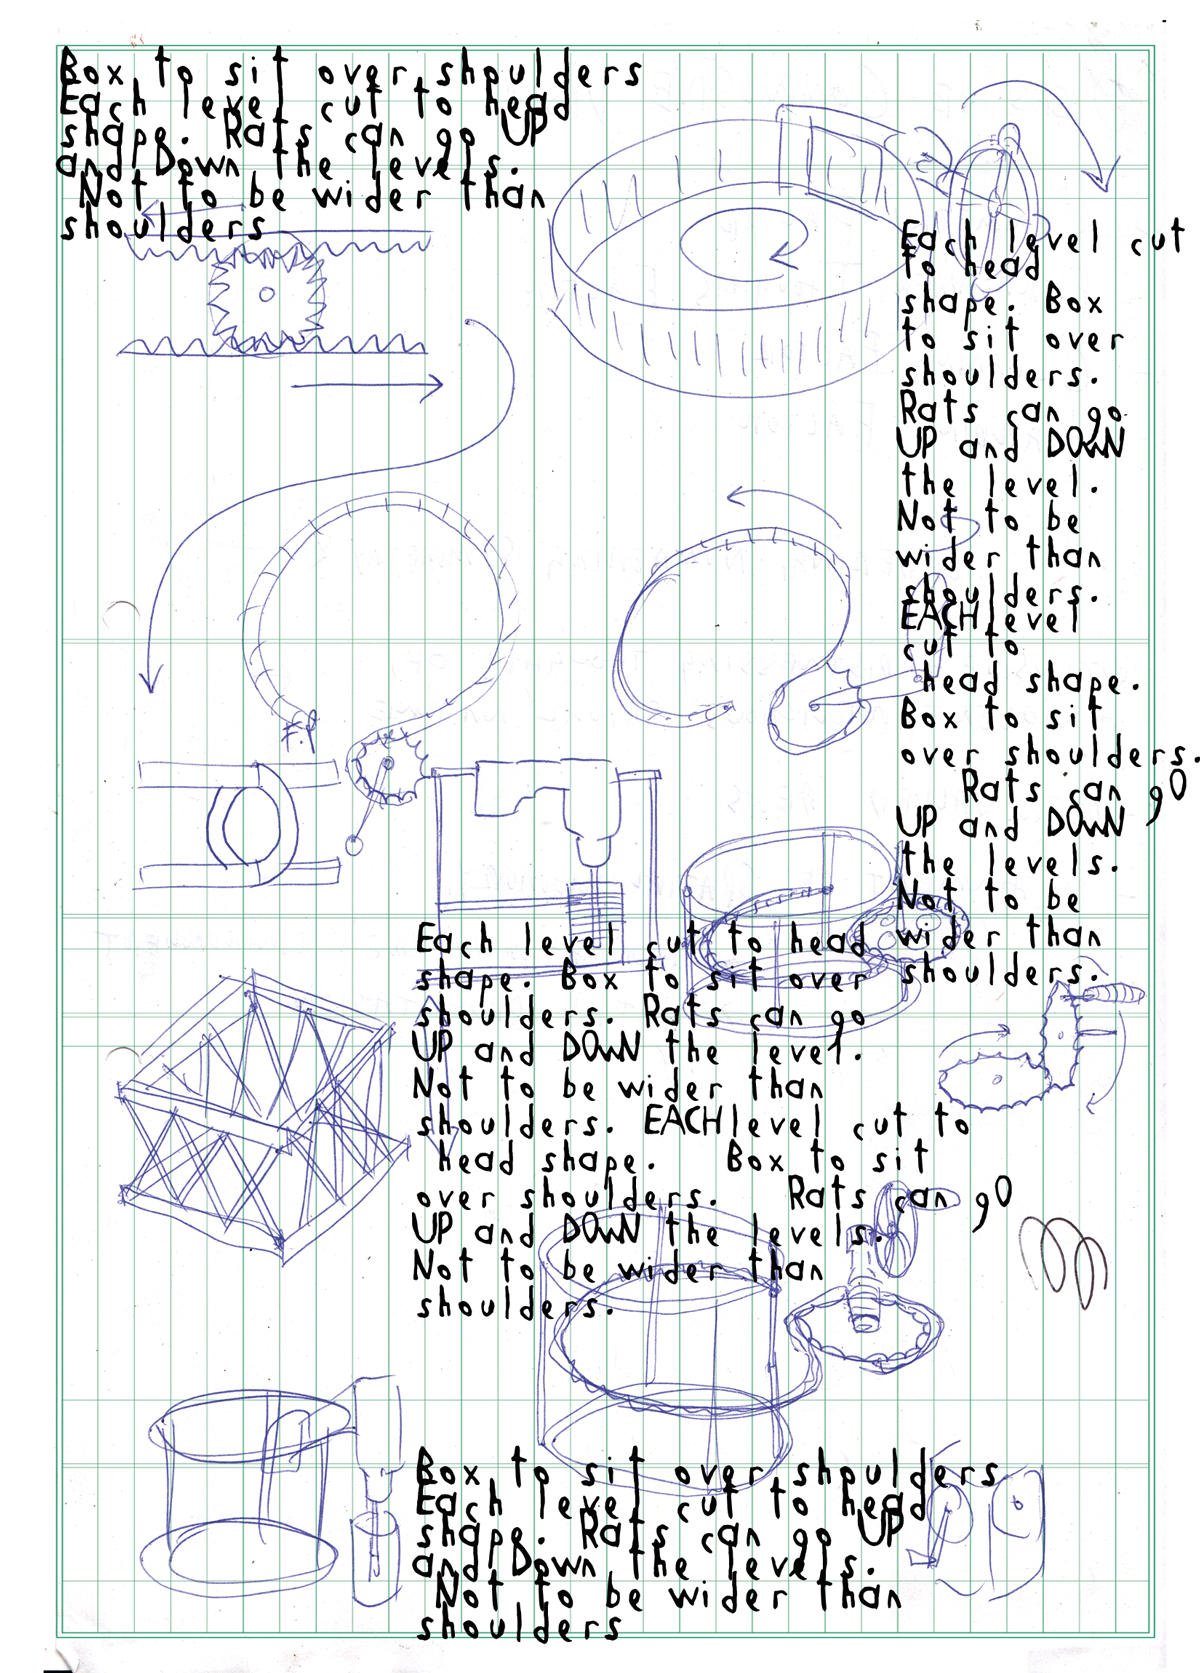 Box to sit over shoulders
Each level cut to head
shape. Rats can go UP
and Down the levels.
Not to be wider than
shoulders
Each level cut
to head
shape. Box
to sit over
shoulders.
Rats can go
UP and DOWN
the level.
Not to be
wider than
shoulders.
EACH level
cut to
head shape.
Box to sit
over shoulders.
Rats can gO
UP and DOWN
the levels.
Not to be
wider than
shoulders.
F.P
Each level cut to head
shape. Box to sit over
shoulders. Rats can go
UP and DOWN the level.
Not to be wider than
shoulders. EACH level cut to
head shape. Box to sit
over shoulders. Rats can gO
UP and DOWN the levels.
Not to be wider than
shoulders.
Box to sit over shoulders
Each level cut to head
shape. Rats can go UP
and Down the levels.
Not to be wider than
shoulders